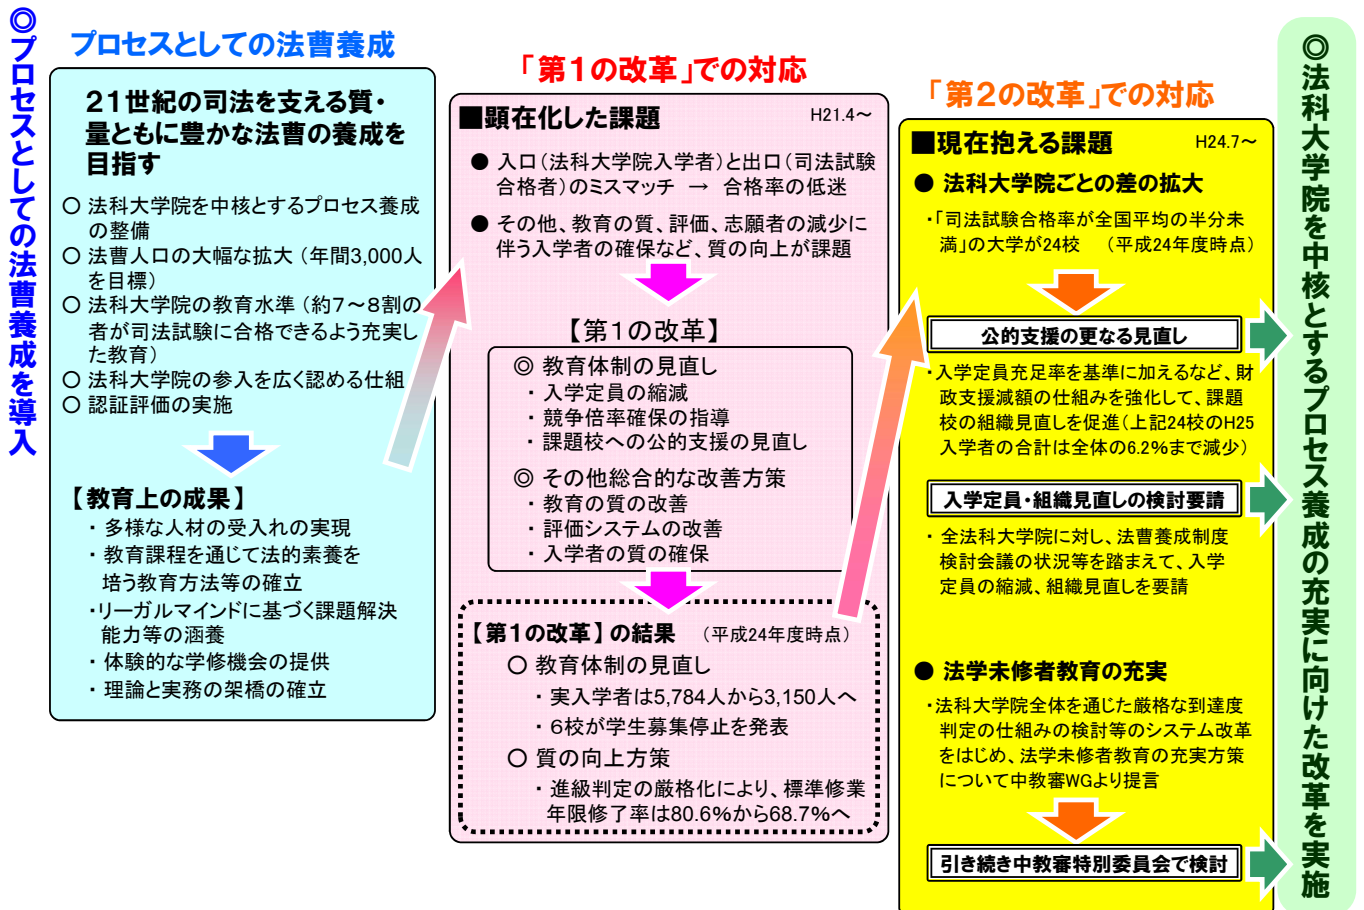 ◎プロセスとしての法曹養成を導入
プロセスとしての法曹養成
21世紀の司法を支える質・
量ともに豊かな法曹の養成を
目指す
○ 法科大学院を中核とするプロセス養成
の整備
○ 法曹人口の大幅な拡大（年間3,000人
を目標）
○ 法科大学院の教育水準（約7～8割の
者が司法試験に合格できるよう充実し
た教育）
○ 法科大学院の参入を広く認める仕組
○ 認証評価の実施
【教育上の成果】
・ 多様な人材の受入れの実現
・ 教育課程を通じて法的素養を
培う教育方法等の確立
・リーガルマインドに基づく課題解決
能力等の涵養
・ 体験的な学修機会の提供
・ 理論と実務の架橋の確立
「第1の改革」での対応
■顕在化した課題 H21.4～
● 入口（法科大学院入学者）と出口（司法試験
合格者）のミスマッチ → 合格率の低迷
● その他、教育の質、評価、志願者の減少に
伴う入学者の確保など、質の向上が課題
【第1の改革】
◎ 教育体制の見直し
・ 入学定員の縮減
・ 競争倍率確保の指導
・ 課題校への公的支援の見直し
◎ その他総合的な改善方策
・ 教育の質の改善
・ 評価システムの改善
・ 入学者の質の確保
【第1の改革】の結果 （平成24年度時点）
○ 教育体制の見直し
・ 実入学者は5,784人から3,150人へ
・ 6校が学生募集停止を発表
○ 質の向上方策
・ 進級判定の厳格化により、標準修業
年限修了率は80.6%から68.7%へ
「第2の改革」での対応
■現在抱える課題 H24.7～
● 法科大学院ごとの差の拡大
・「司法試験合格率が全国平均の半分未
満」の大学が24校 （平成24年度時点）
公的支援の更なる見直し
・入学定員充足率を基準に加えるなど、財
政支援減額の仕組みを強化して、課題
校の組織見直しを促進（上記24校のH25
入学者の合計は全体の6.2%まで減少）
入学定員・組織見直しの検討要請
・ 全法科大学院に対し、法曹養成制度
検討会議の状況等を踏まえて、入学
定員の縮減、組織見直しを要請
● 法学未修者教育の充実
・法科大学院全体を通じた厳格な到達度
判定の仕組みの検討等のシステム改革
をはじめ、法学未修者教育の充実方策
について中教審WGより提言
引き続き中教審特別委員会で検討
◎法科大学院を中核とするプロセス養成の充実に向けた改革を実施